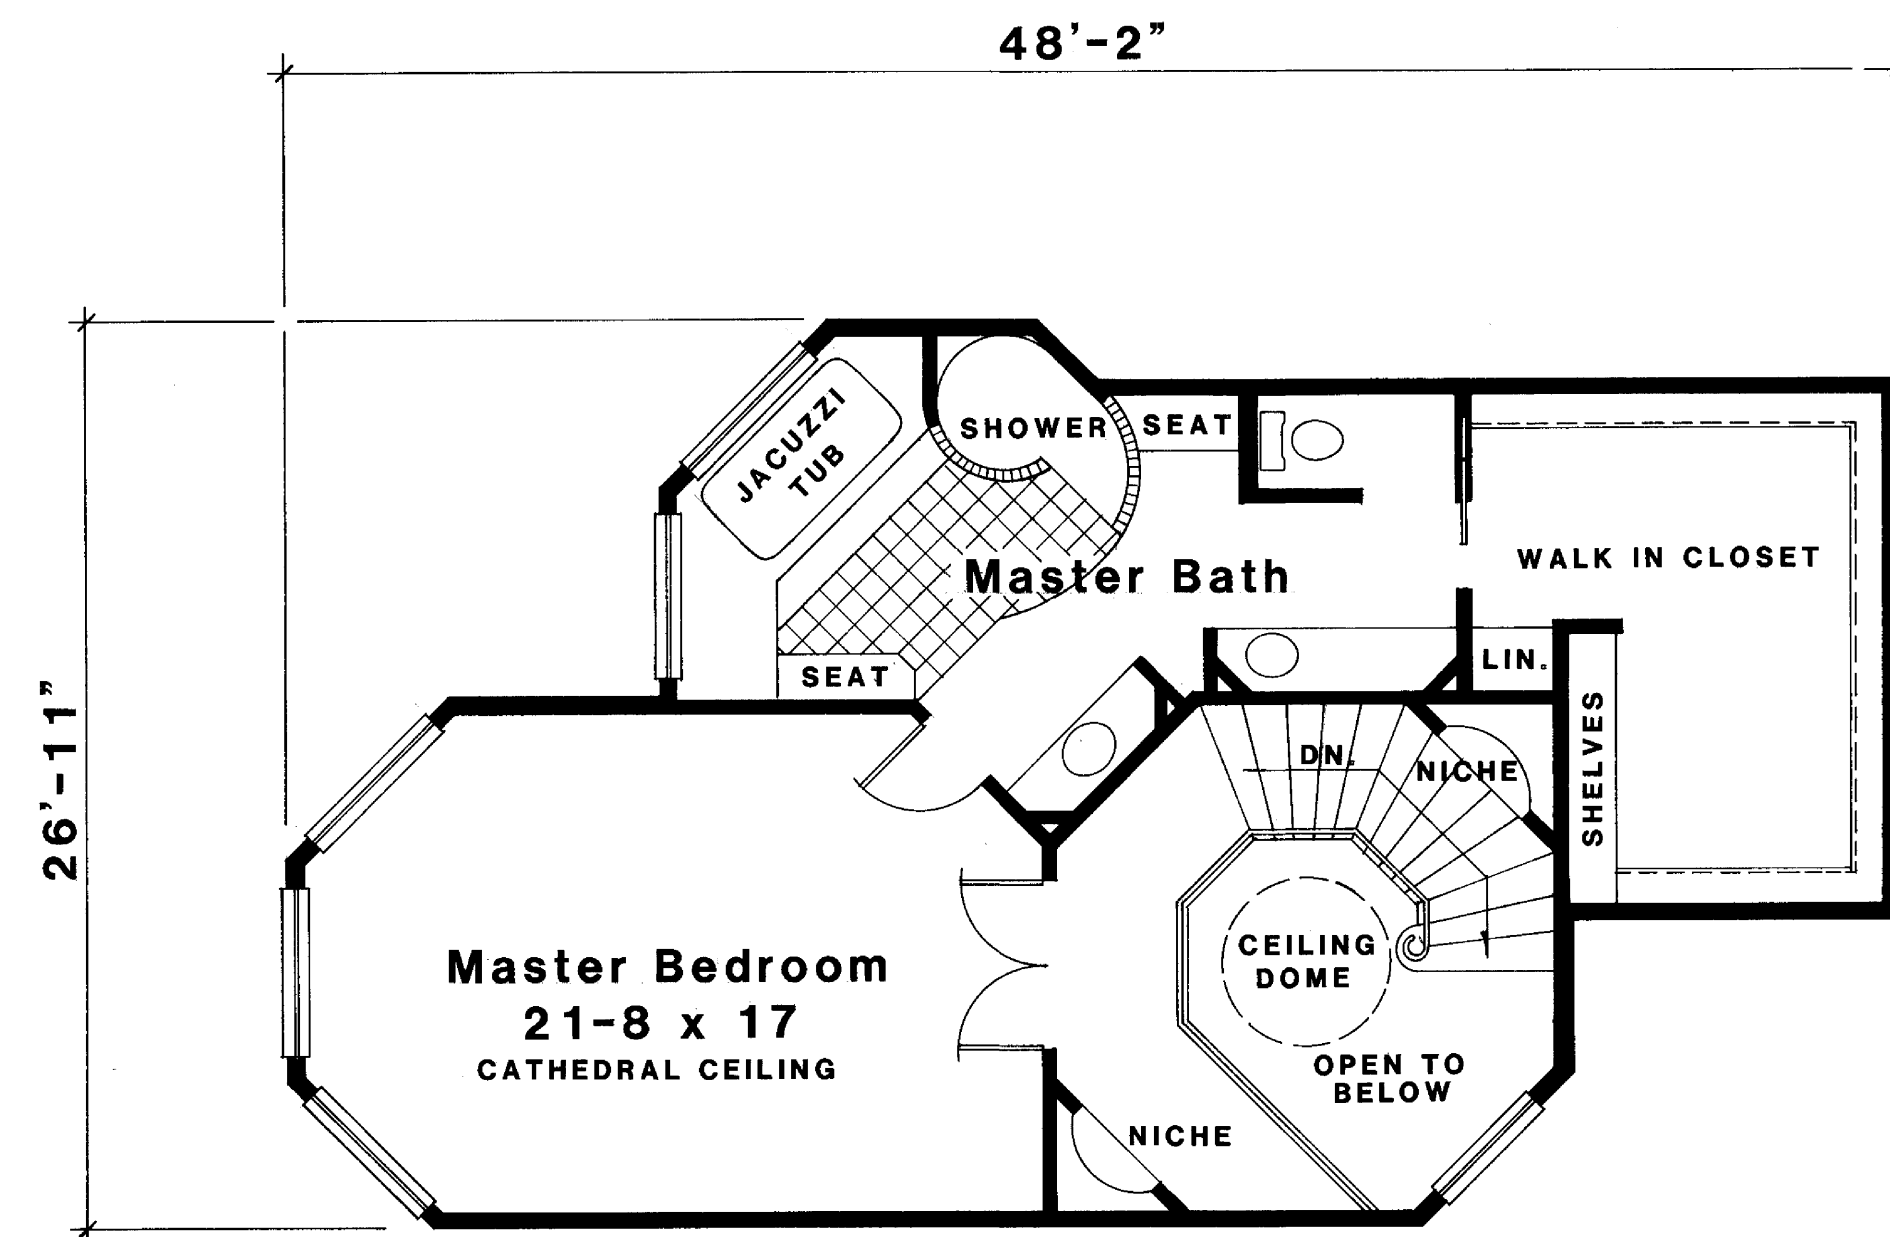 48'-2"
26'-11"
JACUZZI
TUB
SHOWER
SEAT
Master Bath
WALK IN CLOSET
SEAT
LIN.
SHELVES
DN.
NICHE
CEILING
DOME
Master Bedroom
21-8 x 17
CATHEDRAL CEILING
OPEN TO
BELOW
NICHE